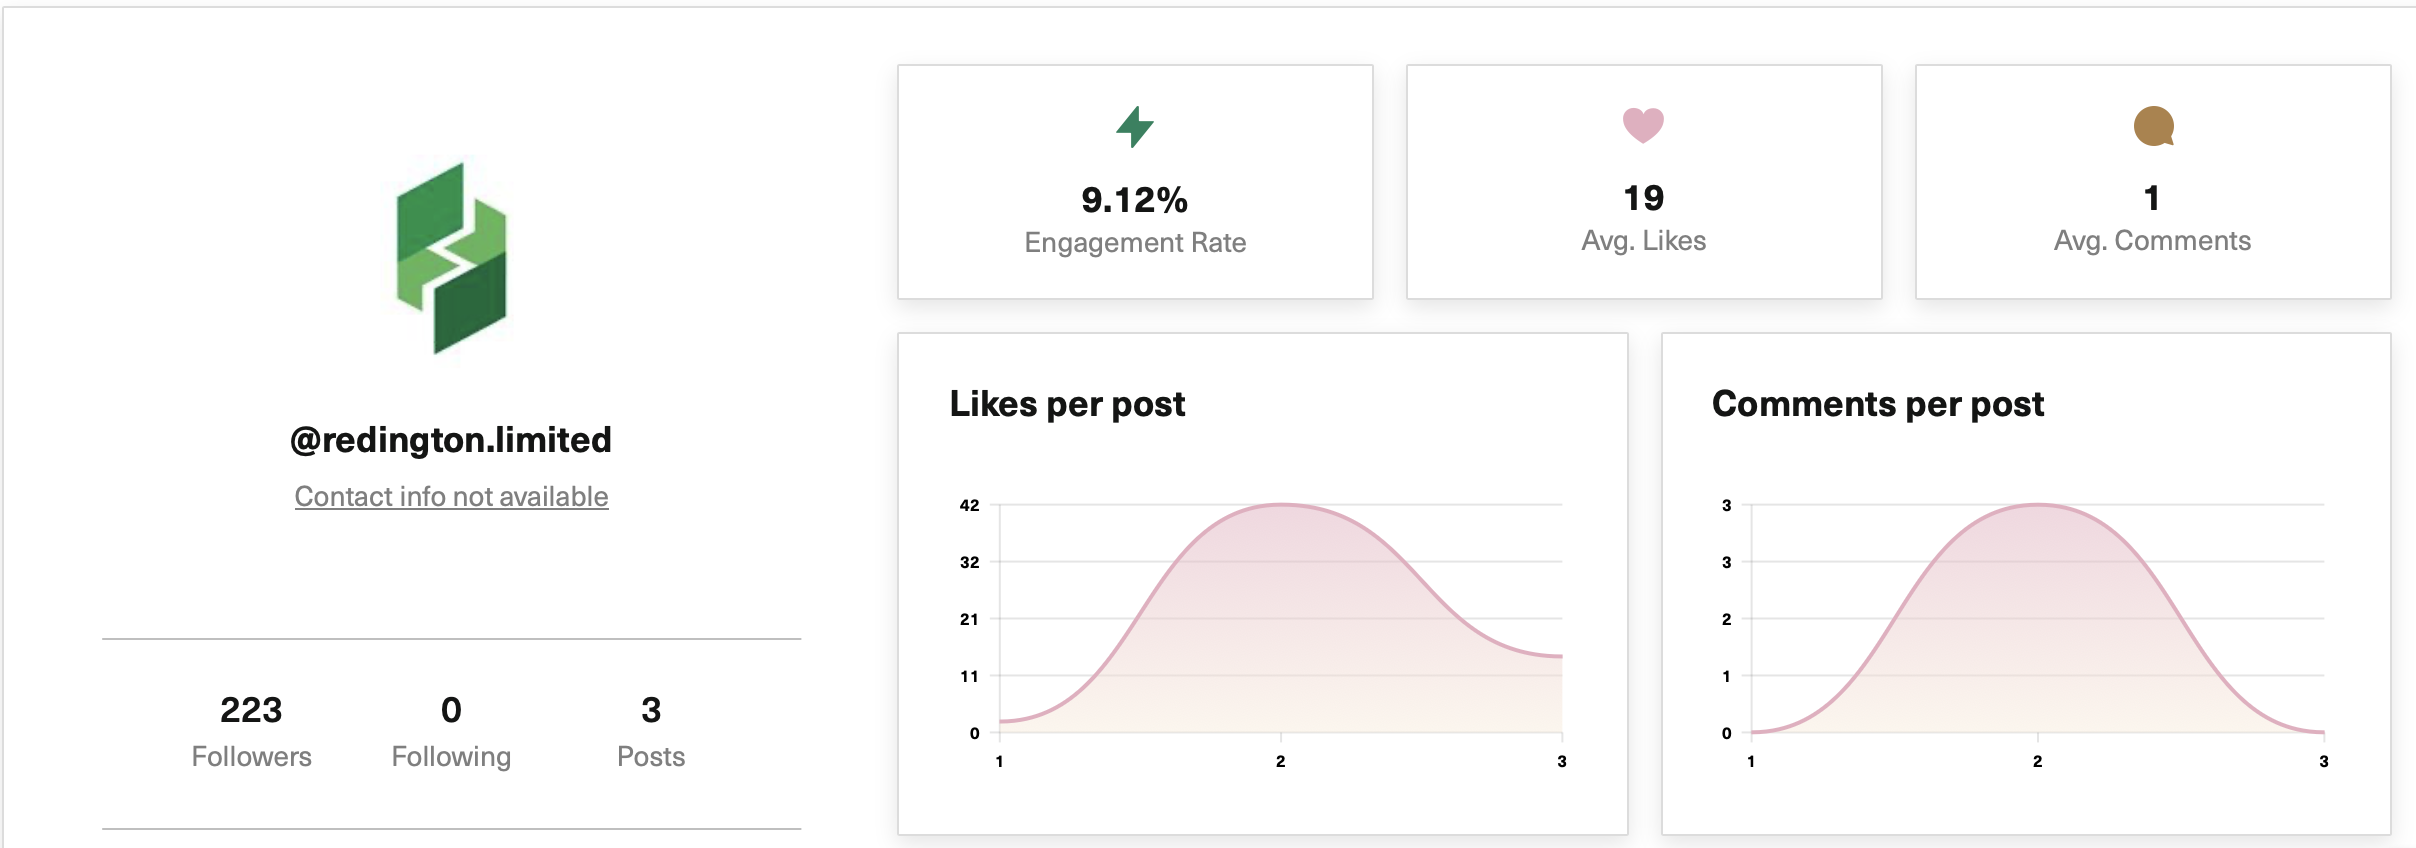 @redington.limited
Contact info not available
223
Followers
0
Following
3
Posts
9.12%
Engagement Rate
19
Avg. Likes
1
Avg. Comments
Likes per post
42
32
21
11
0
1 2 3
Comments per post
3
3
2
1
0
1 2 3